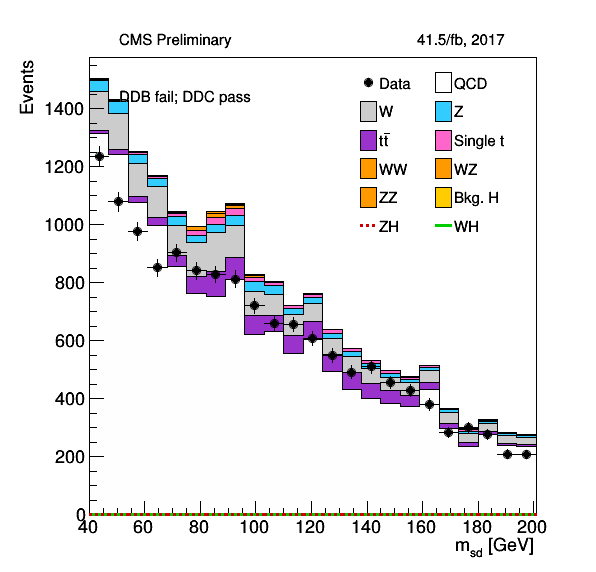 CMS Preliminary 41.5/fb, 2017
Events
DDB fail; DDC pass
Data QCD
W Z
tt̄ Single t
WW WZ
ZZ Bkg. H
ZH WH
1400
1200
1000
800
600
400
200
0
40 60 80 100 120 140 160 180 200
m_sd [GeV]